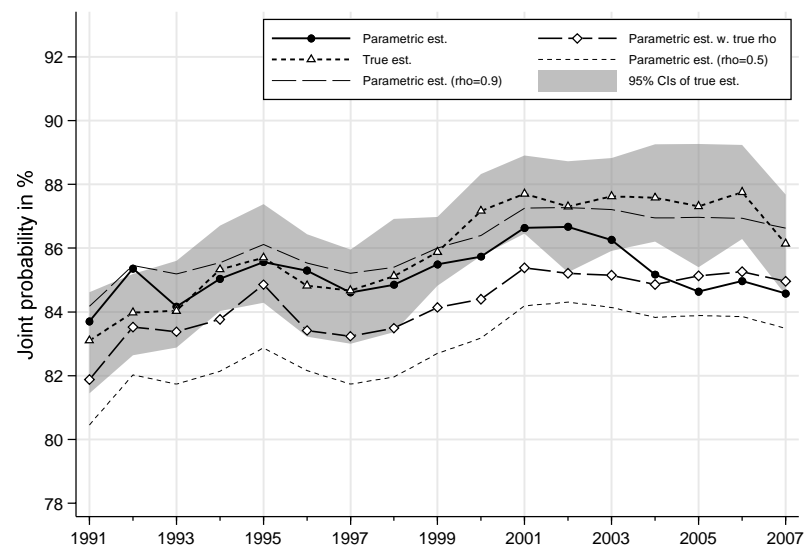 Parametric est.
Parametric est. w. true rho
True est.
Parametric est. (rho=0.5)
Parametric est. (rho=0.9)
95% CIs of true est.
Joint probability in %
92
90
88
86
84
82
80
78
1991 1993 1995 1997 1999 2001 2003 2005 2007